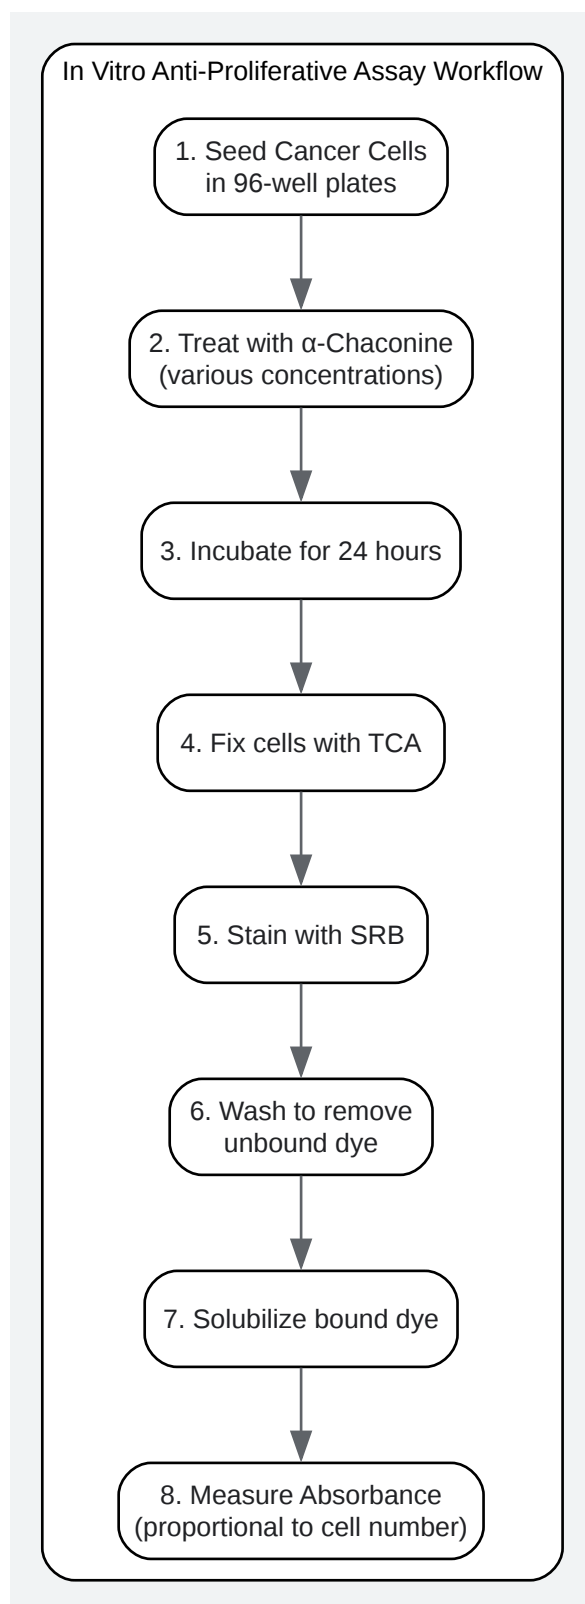 In Vitro Anti-Proliferative Assay Workflow
1. Seed Cancer Cells
in 96-well plates
2. Treat with α-Chaconine
(various concentrations)
3. Incubate for 24 hours
4. Fix cells with TCA
5. Stain with SRB
6. Wash to remove
unbound dye
7. Solubilize bound dye
8. Measure Absorbance
(proportional to cell number)